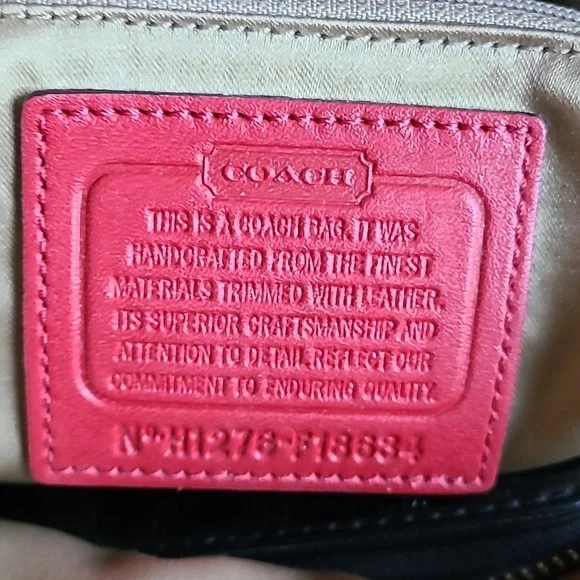 COACH
THIS IS A COACH BAG. IT WAS
HANDCRAFTED FROM THE FINEST
MATERIALS TRIMMED WITH LEATHER.
ITS SUPERIOR CRAFTSMANSHIP AND
ATTENTION TO DETAIL REFLECT OUR
COMMITMENT TO ENDURING QUALITY.
No H1276-F18684